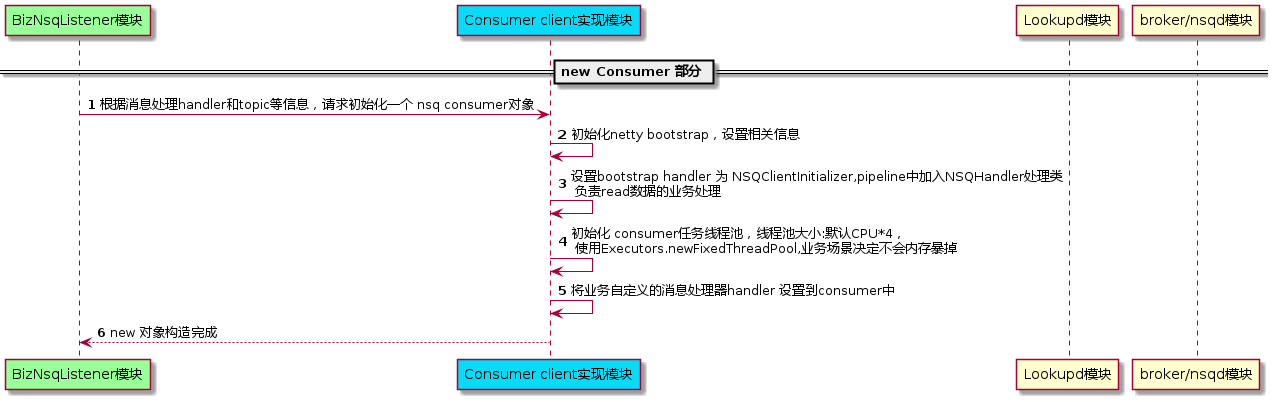 BizNsqListener模块 Consumer client实现模块 Lookupd模块 broker/nsqd模块
new Consumer 部分
1 根据消息处理handler和topic等信息，请求初始化一个 nsq consumer对象
2 初始化netty bootstrap，设置相关信息
3 设置bootstrap handler 为 NSQClientInitializer,pipeline中加入NSQHandler处理类
负责read数据的业务处理
4 初始化 consumer任务线程池，线程池大小:默认CPU*4，
使用Executors.newFixedThreadPool,业务场景决定不会内存暴掉
5 将业务自定义的消息处理器handler 设置到consumer中
6 new 对象构造完成
BizNsqListener模块 Consumer client实现模块 Lookupd模块 broker/nsqd模块